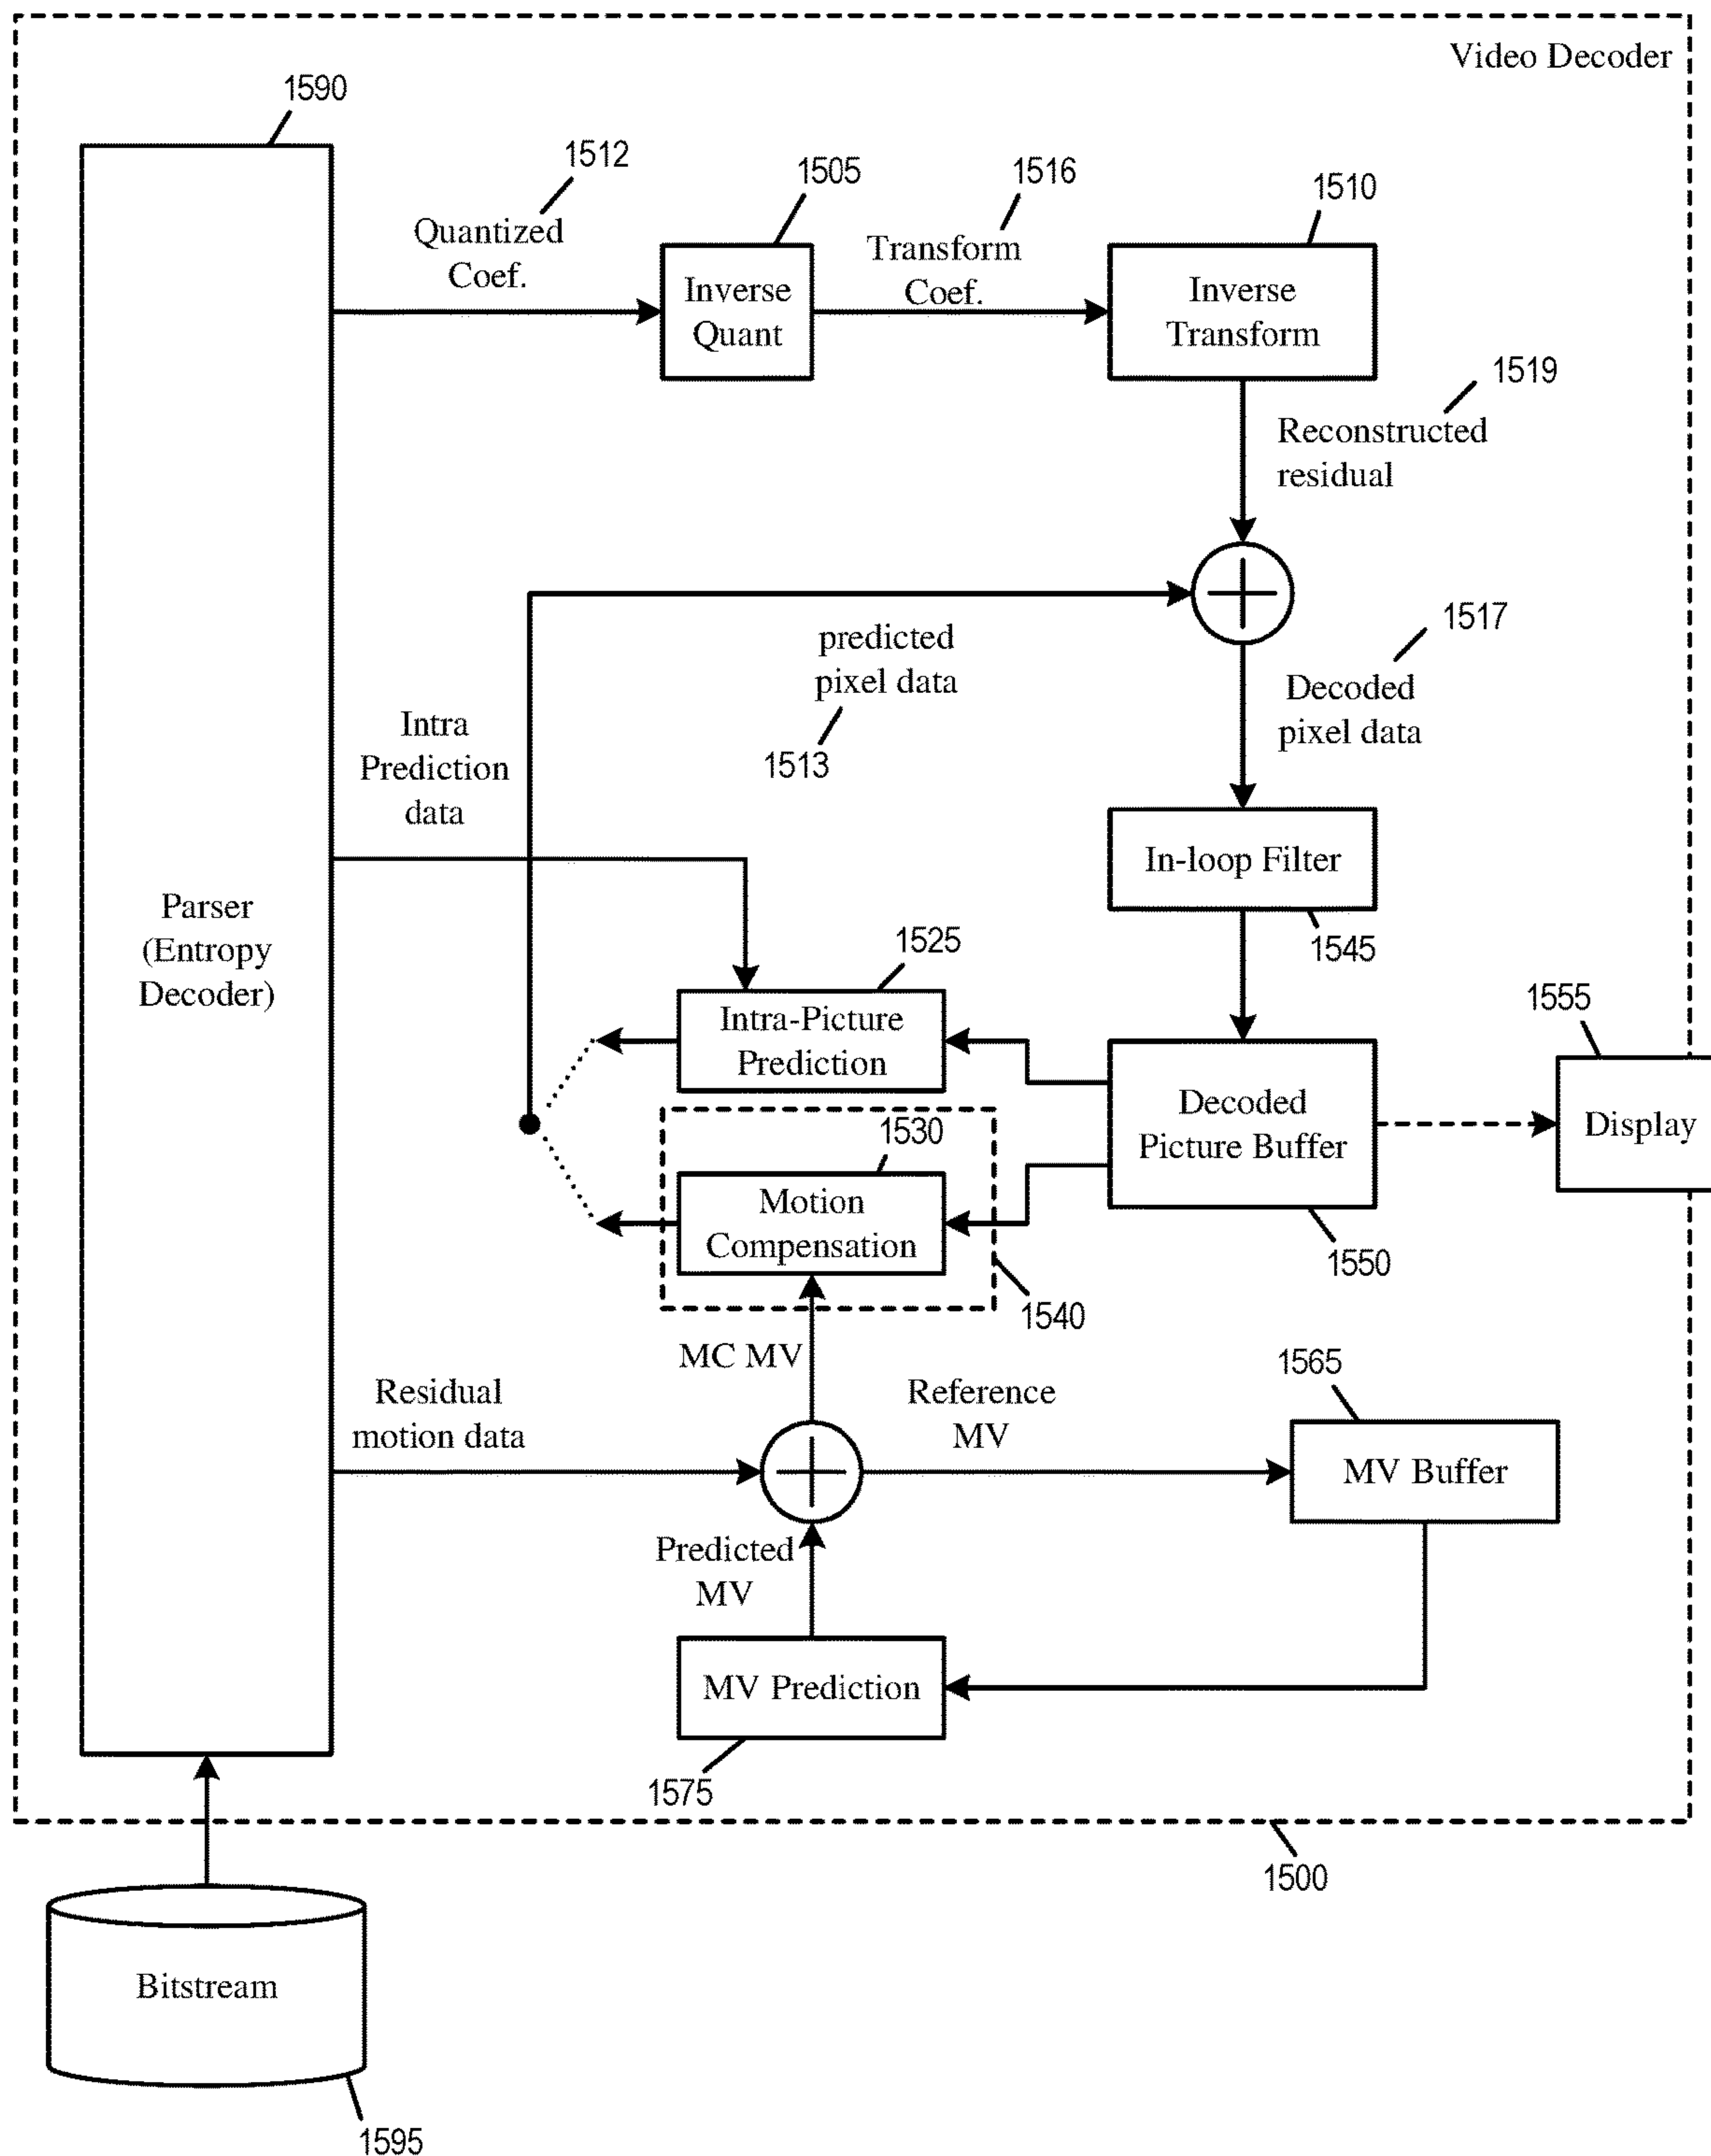 Video Decoder
1590
1512
1505
1516
1510
Quantized
Coef.
Inverse
Quant
Transform
Coef.
Inverse
Transform
1519
Reconstructed
residual
predicted
pixel data
1513
1517
Decoded
pixel data
Intra
Prediction
data
In-loop Filter
1545
Parser
(Entropy
Decoder)
1525
Intra-Picture
Prediction
1555
Decoded
Picture Buffer
Display
1530
Motion
Compensation
1550
1540
MC MV
1565
Residual
motion data
Reference
MV
MV Buffer
Predicted
MV
MV Prediction
1575
1500
Bitstream
1595